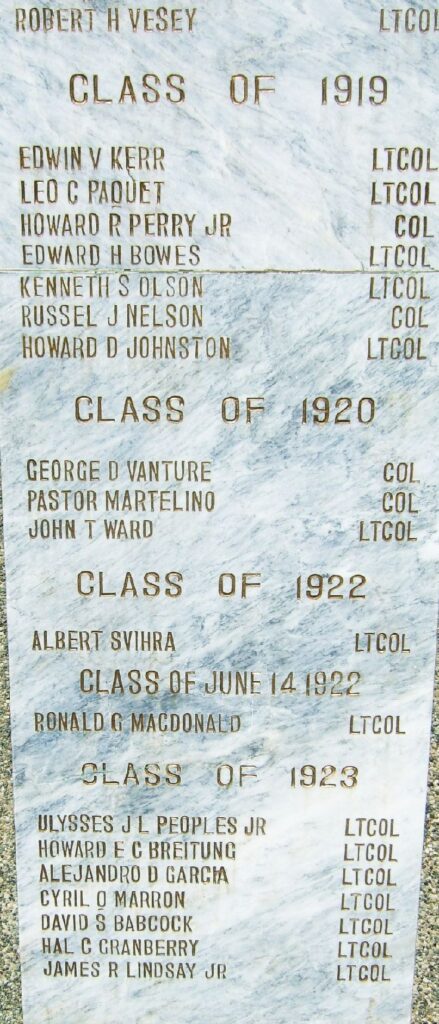 ROBERT H VESEY LTCOL
CLASS OF 1919
EDWIN V KERR LTCOL
LEO C PAQUET LTCOL
HOWARD R PERRY JR COL
EDWARD H BOWES LTCOL
KENNETH S OLSON LTCOL
RUSSEL J NELSON COL
HOWARD D JOHNSTON LTCOL
CLASS OF 1920
GEORGE D VANTURE COL
PASTOR MARTELINO COL
JOHN T WARD LTCOL
CLASS OF 1922
ALBERT SVIHRA LTCOL
CLASS OF JUNE 14 1922
RONALD G MACDONALD LTCOL
CLASS OF 1923
ULYSSES J L PEOPLES JR LTCOL
HOWARD E C BREITUNG LTCOL
ALEJANDRO D GARCIA LTCOL
CYRIL Q MARRON LTCOL
DAVID S BABCOCK LTCOL
HAL C GRANBERRY LTCOL
JAMES R LINDSAY JR LTCOL